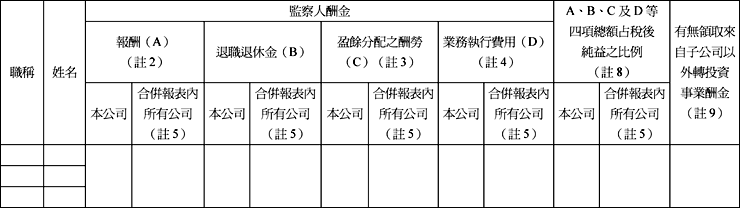 職稱
姓名
監察人酬金
報酬（A）
（註2）
退職退休金（B）
盈餘分配之酬勞
（C）（註3）
業務執行費用（D）
（註4）
A、B、C及D等
四項總額占稅後
純益之比例
（註8）
有無領取來
自子公司以
外轉投資
事業酬金
（註9）
本公司
合併報表內
所有公司
（註5）
本公司
合併報表內
所有公司
（註5）
本公司
合併報表內
所有公司
（註5）
本公司
合併報表內
所有公司
（註5）
本公司
合併報表內
所有公司
（註5）